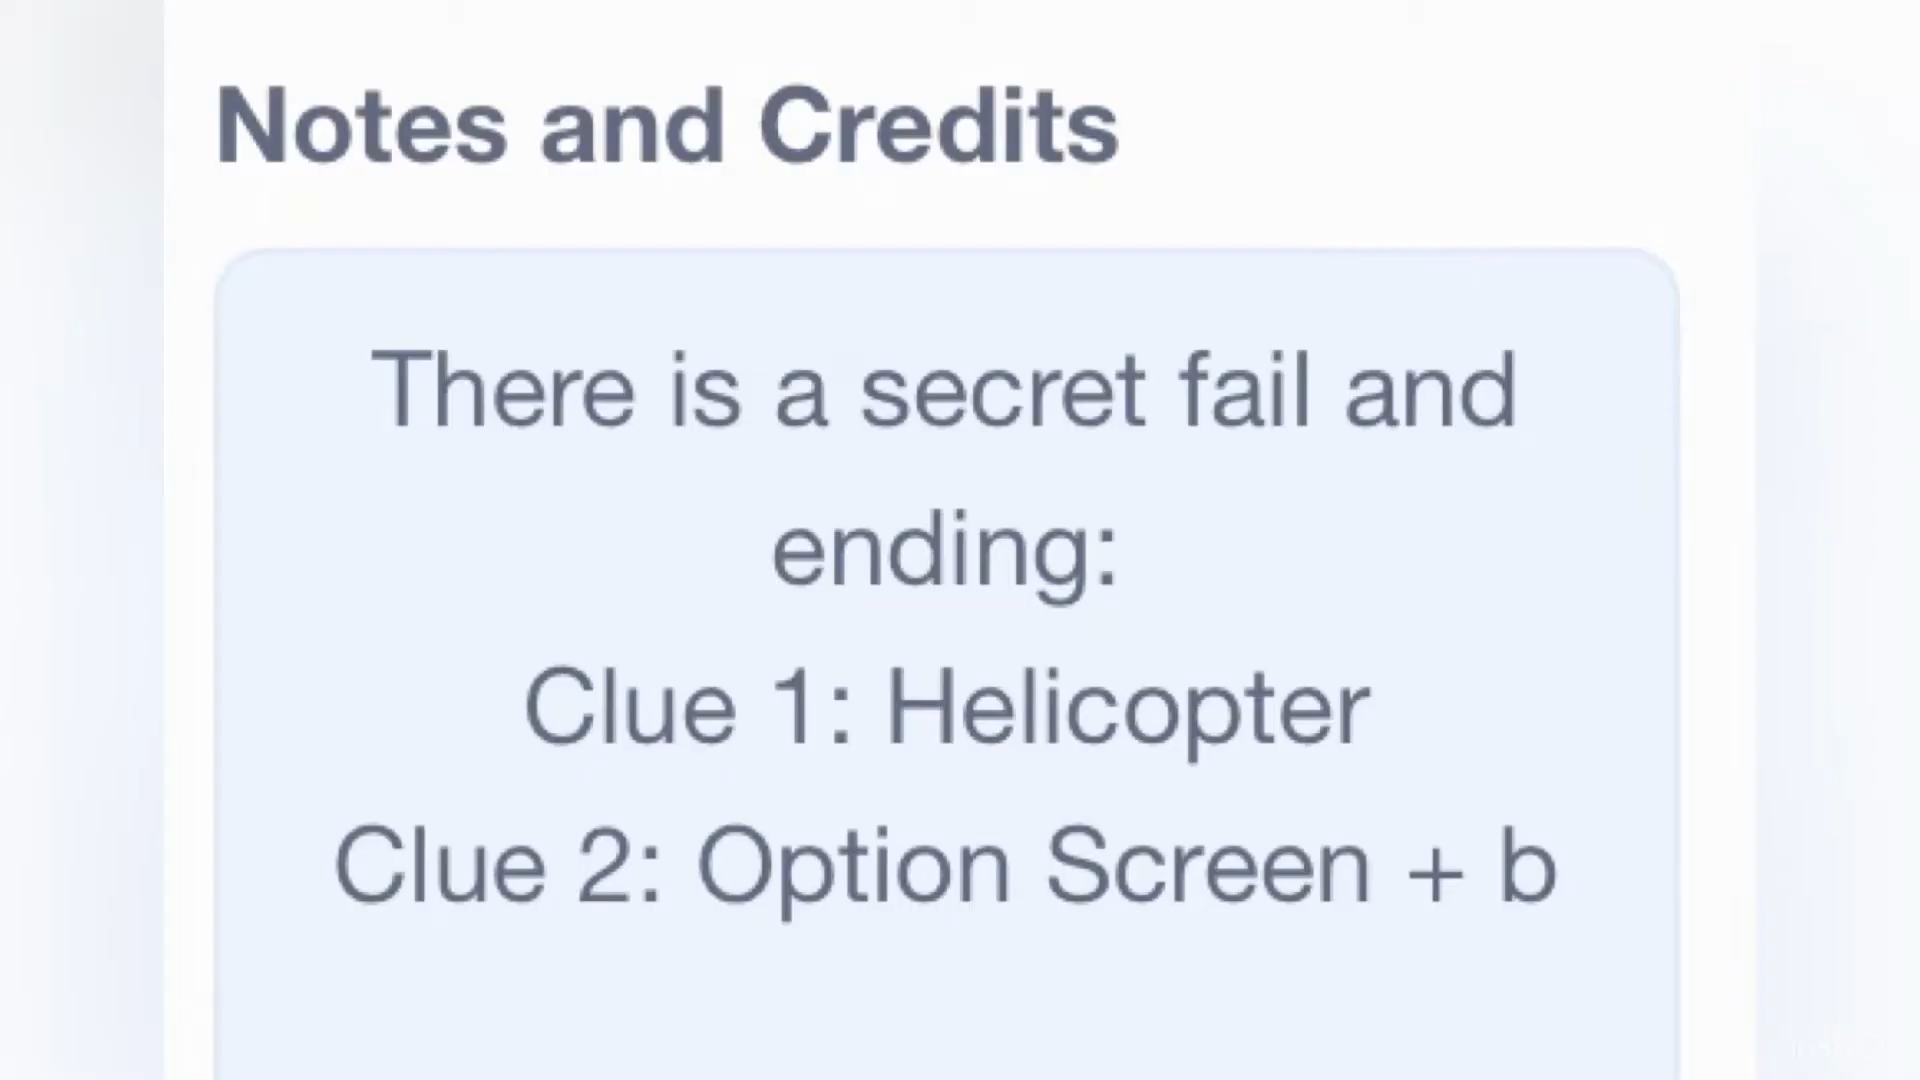 Notes and Credits
There is a secret fail and
ending:
Clue 1: Helicopter
Clue 2: Option Screen + b